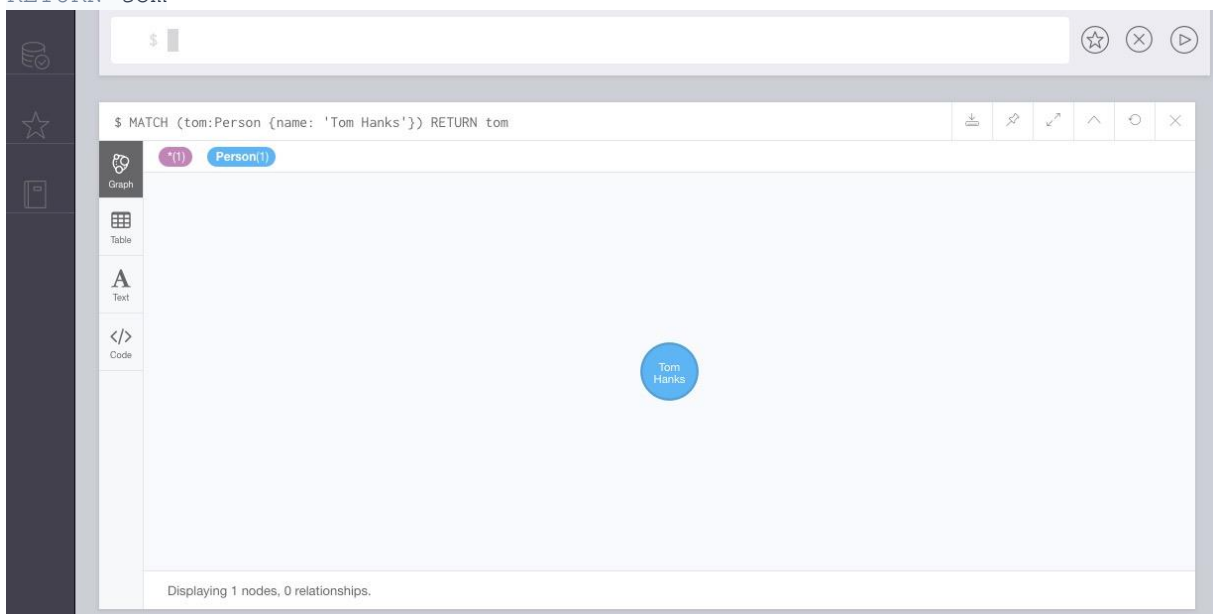 RETURN tom
$
$ MATCH (tom:Person {name: 'Tom Hanks'}) RETURN tom
*(1) Person(1)
Graph
Table
A
Text
</>
Code
Tom
Hanks
Displaying 1 nodes, 0 relationships.